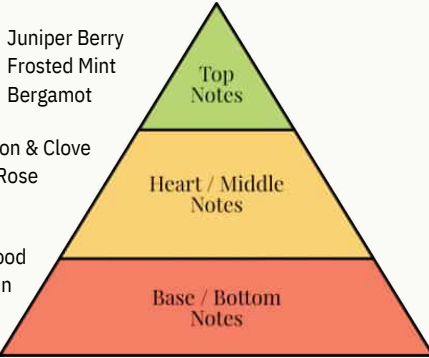 Juniper Berry
Frosted Mint
Bergamot
Top
Notes
on & Clove
Rose
Heart / Middle
Notes
ood
n
Base / Bottom
Notes